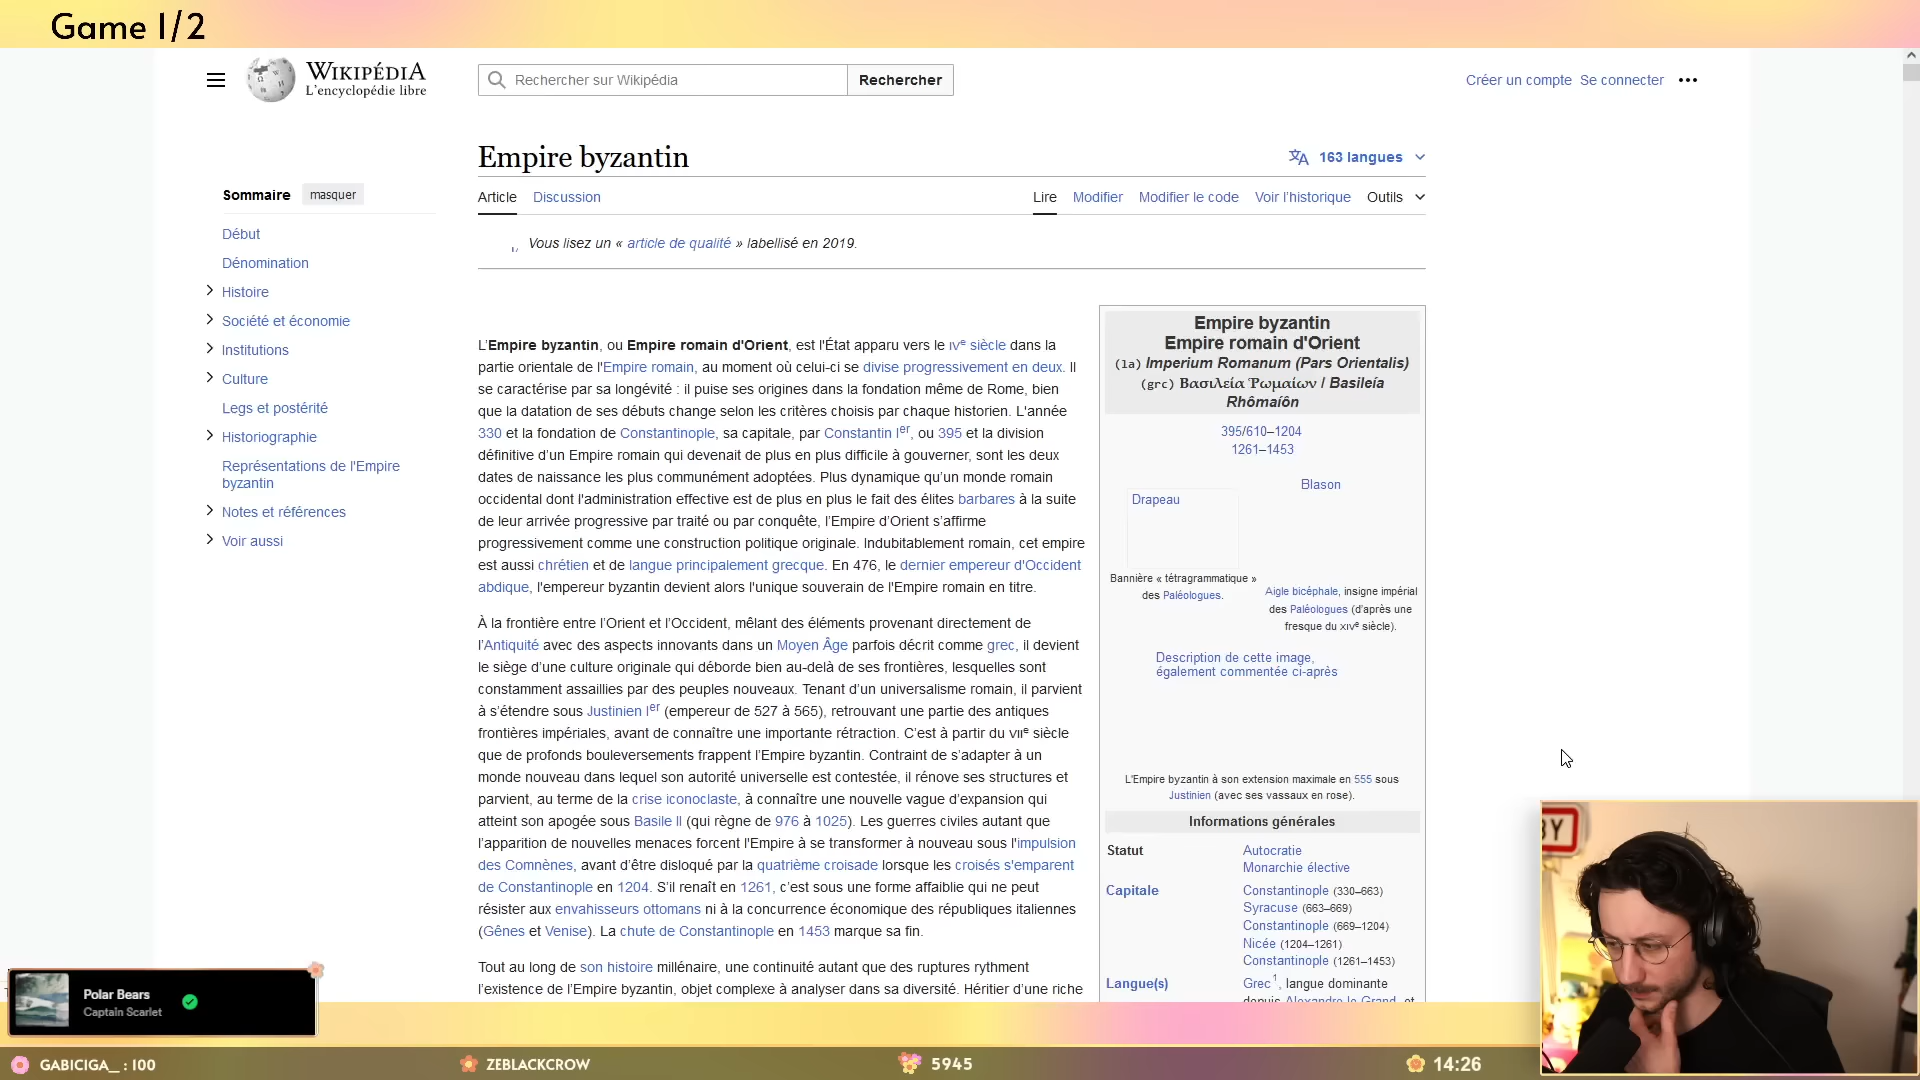 Game 1/2
WIKIPÉDIA
L'encyclopédie libre
Rechercher sur Wikipédia
Rechercher
Créer un compte Se connecter
Empire byzantin
163 langues
Article Discussion
Lire Modifier Modifier le code Voir l'historique Outils
Vous lisez un « article de qualité » labellisé en 2019.
Sommaire masquer
Début
Dénomination
Histoire
Société et économie
Institutions
Culture
Legs et postérité
Historiographie
Représentations de l'Empire
byzantin
Notes et références
Voir aussi
L'Empire byzantin, ou Empire romain d'Orient, est l'État apparu vers le IVe siècle dans la
partie orientale de l'Empire romain, au moment où celui-ci se divise progressivement en deux. Il
se caractérise par sa longévité : il puise ses origines dans la fondation même de Rome, bien
que la datation de ses débuts change selon les critères choisis par chaque historien. L'année
330 et la fondation de Constantinople, sa capitale, par Constantin Ier, ou 395 et la division
définitive d'un Empire romain qui devenait de plus en plus difficile à gouverner, sont les deux
dates de naissance les plus communément adoptées. Plus dynamique qu'un monde romain
occidental dont l'administration effective est de plus en plus le fait des élites barbares à la suite
de leur arrivée progressive par traité ou par conquête, l'Empire d'Orient s'affirme
progressivement comme une construction politique originale. Indubitablement romain, cet empire
est aussi chrétien et de langue principalement grecque. En 476, le dernier empereur d'Occident
abdique, l'empereur byzantin devient alors l'unique souverain de l'Empire romain en titre.
À la frontière entre l'Orient et l'Occident, mêlant des éléments provenant directement de
l'Antiquité avec des aspects innovants dans un Moyen Âge parfois décrit comme grec, il devient
le siège d'une culture originale qui déborde bien au-delà de ses frontières, lesquelles sont
constamment assaillies par des peuples nouveaux. Tenant d'un universalisme romain, il parvient
à s'étendre sous Justinien Ier (empereur de 527 à 565), retrouvant une partie des antiques
frontières impériales, avant de connaître une importante rétraction. C'est à partir du VIIe siècle
que de profonds bouleversements frappent l'Empire byzantin. Contraint de s'adapter à un
monde nouveau dans lequel son autorité universelle est contestée, il rénove ses structures et
parvient, au terme de la crise iconoclaste, à connaître une nouvelle vague d'expansion qui
atteint son apogée sous Basile II (qui règne de 976 à 1025). Les guerres civiles autant que
l'apparition de nouvelles menaces forcent l'Empire à se transformer à nouveau sous l'impulsion
des Comnènes, avant d'être disloqué par la quatrième croisade lorsque les croisés s'emparent
de Constantinople en 1204. S'il renaît en 1261, c'est sous une forme affaiblie qui ne peut
résister aux envahisseurs ottomans ni à la concurrence économique des républiques italiennes
(Gênes et Venise). La chute de Constantinople en 1453 marque sa fin.
Tout au long de son histoire millénaire, une continuité autant que des ruptures rythment
l'existence de l'Empire byzantin, objet complexe à analyser dans sa diversité. Héritier d'une riche
Empire byzantin
Empire romain d'Orient
(la) Imperium Romanum (Pars Orientalis)
(grc) Βασιλεία Ῥωμαίων / Basileía
Rhômaíôn
395/610–1204
1261–1453
Drapeau
Blason
Bannière « tétragrammatique »
des Paléologues.
Aigle bicéphale, insigne impérial
des Paléologues (d'après une
fresque du XIVe siècle).
Description de cette image,
également commentée ci-après
L'Empire byzantin à son extension maximale en 555 sous
Justinien (avec ses vassaux en rose).
Informations générales
Statut
Autocratie
Monarchie élective
Capitale
Constantinople (330–663)
Syracuse (663–669)
Constantinople (669–1204)
Nicée (1204–1261)
Constantinople (1261–1453)
Langue(s)
Grec1, langue dominante
depuis Alexandre le Grand, et
Polar Bears
Captain Scarlet
GABICIGA_ : 100
ZEBLACKCROW
5945
14:26